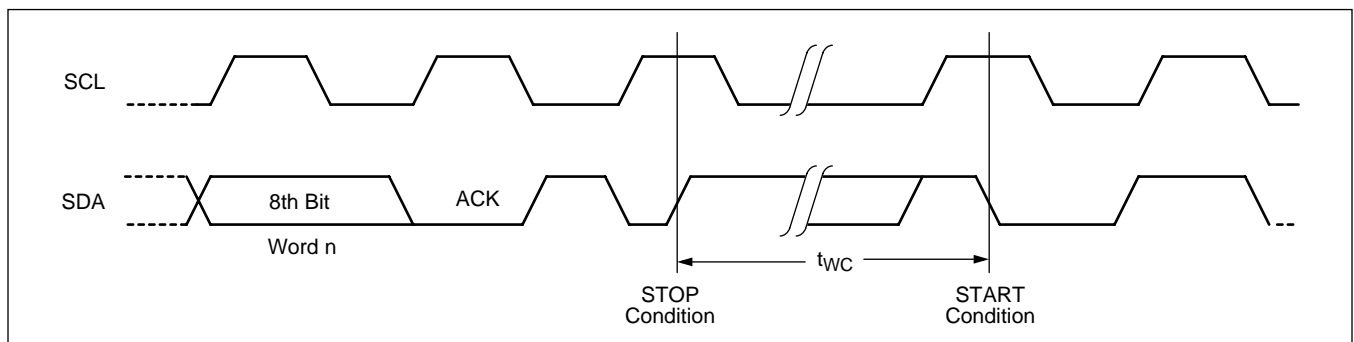 SCL
SDA
8th Bit
ACK
Word n
tWC
STOP
Condition
START
Condition